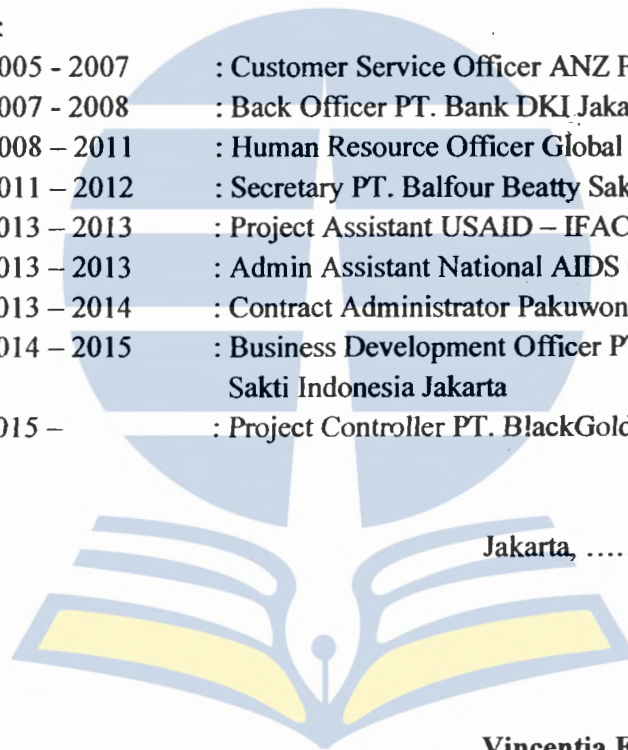 :
005 - 2007 : Customer Service Officer ANZ P
007 - 2008 : Back Officer PT. Bank DKI Jaka
008 – 2011 : Human Resource Officer Global
011 – 2012 : Secretary PT. Balfour Beatty Sak
013 – 2013 : Project Assistant USAID – IFAC
013 – 2013 : Admin Assistant National AIDS
013 – 2014 : Contract Administrator Pakuwon
014 – 2015 : Business Development Officer PT
Sakti Indonesia Jakarta
015 – : Project Controller PT. BlackGold
Jakarta, ….
Vincentia F